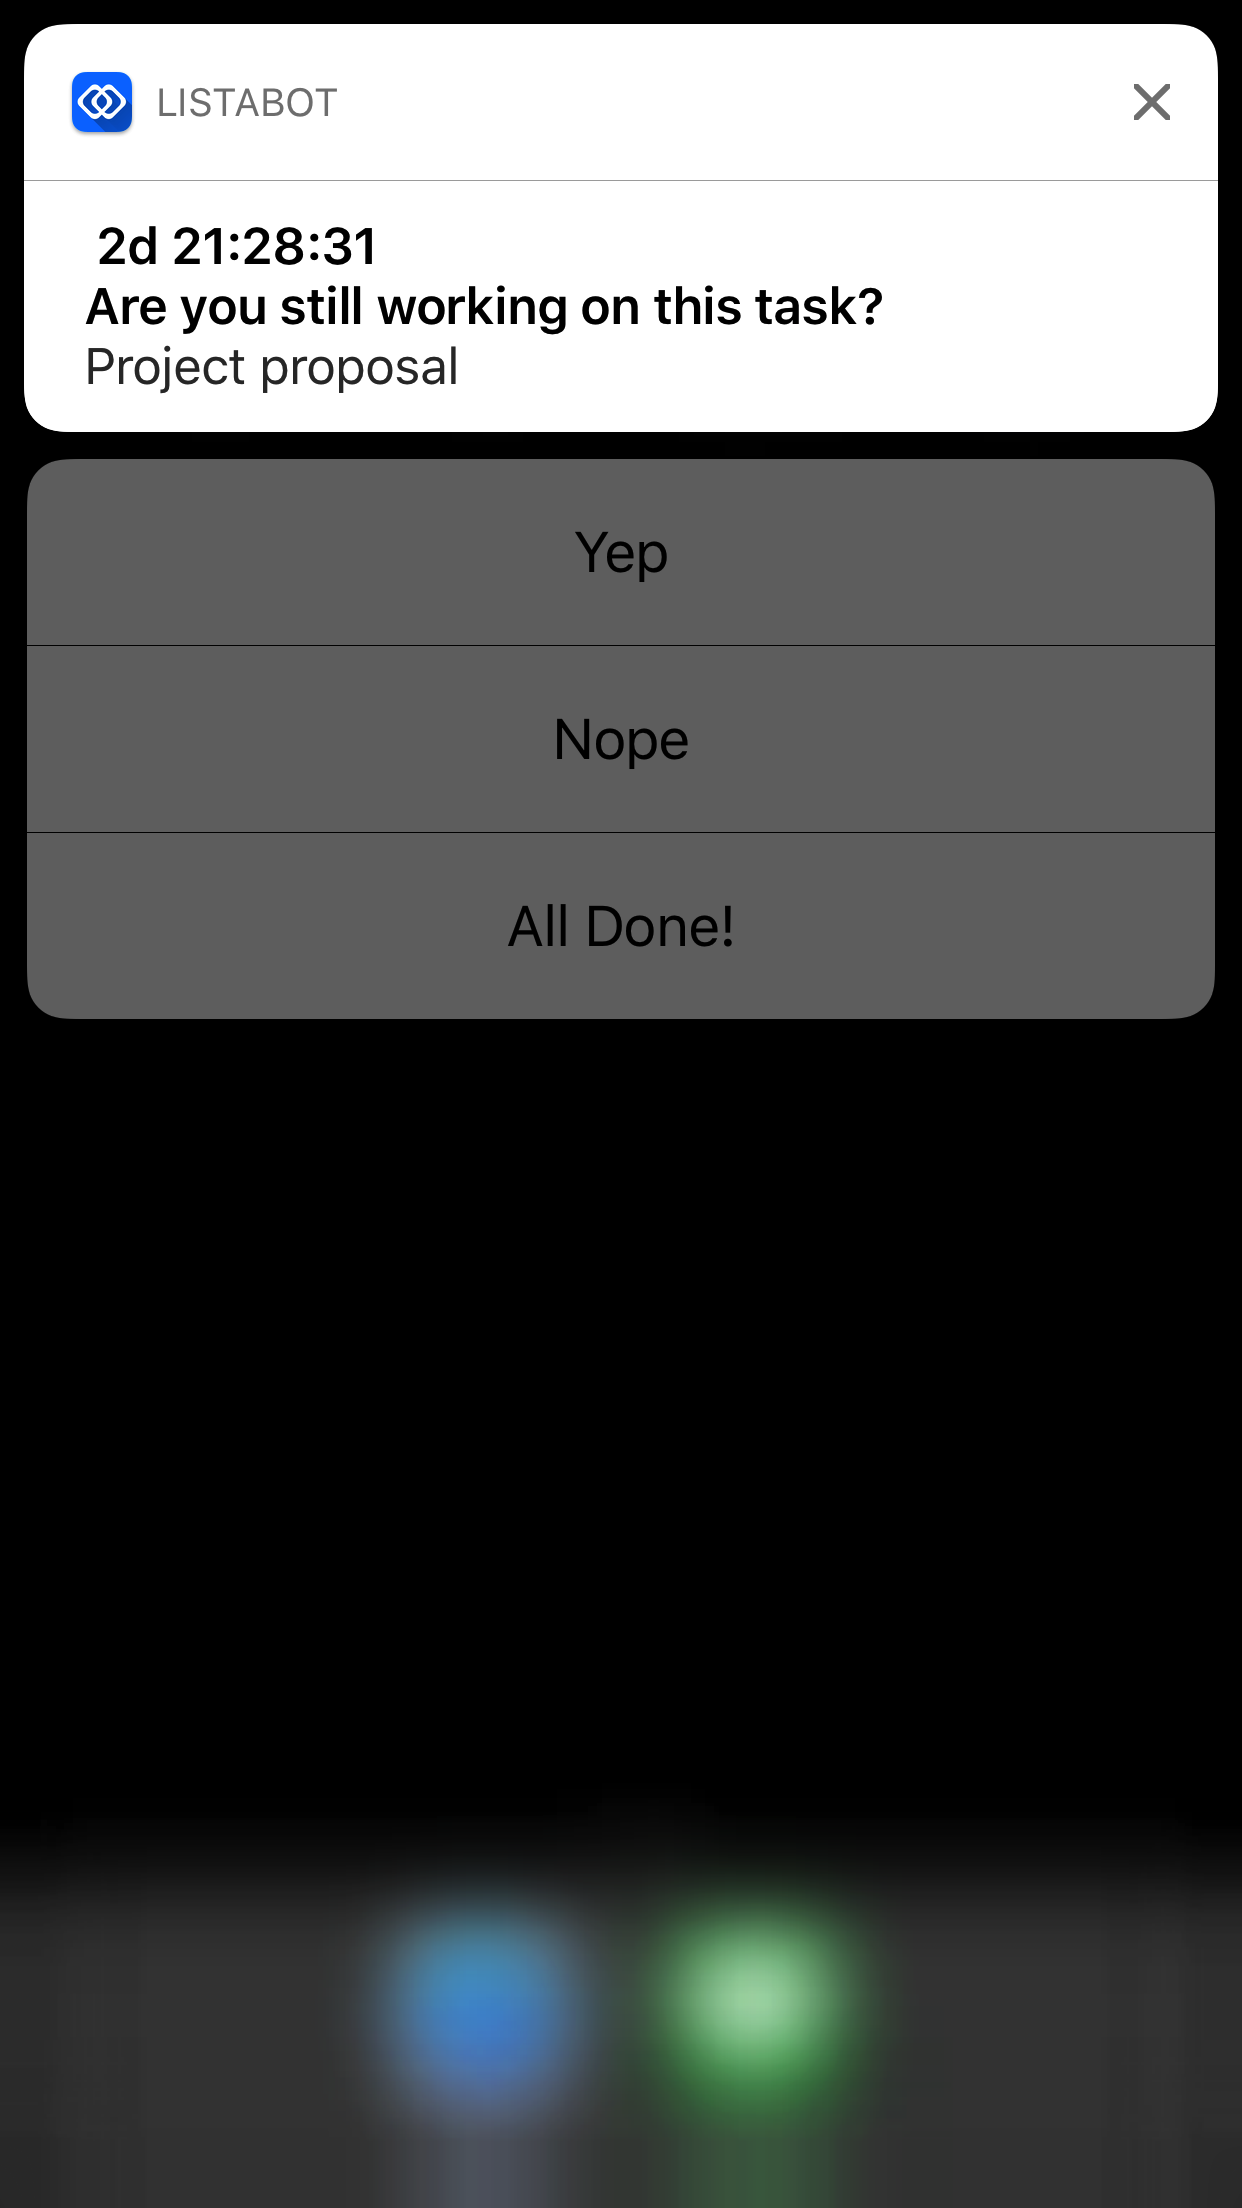 LISTABOT
2d 21:28:31
Are you still working on this task?
Project proposal
Yep
Nope
All Done!